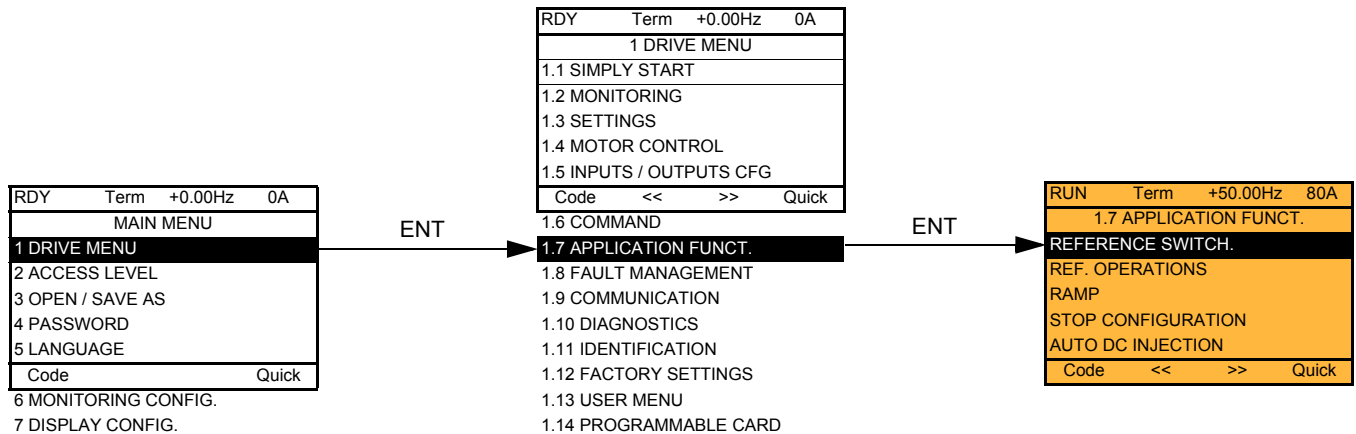 RDY Term +0.00Hz 0A
MAIN MENU
1 DRIVE MENU
2 ACCESS LEVEL
3 OPEN / SAVE AS
4 PASSWORD
5 LANGUAGE
Code Quick
6 MONITORING CONFIG.
7 DISPLAY CONFIG.
ENT
RDY Term +0.00Hz 0A
1 DRIVE MENU
1.1 SIMPLY START
1.2 MONITORING
1.3 SETTINGS
1.4 MOTOR CONTROL
1.5 INPUTS / OUTPUTS CFG
Code << >> Quick
1.6 COMMAND
1.7 APPLICATION FUNCT.
1.8 FAULT MANAGEMENT
1.9 COMMUNICATION
1.10 DIAGNOSTICS
1.11 IDENTIFICATION
1.12 FACTORY SETTINGS
1.13 USER MENU
1.14 PROGRAMMABLE CARD
ENT
RUN Term +50.00Hz 80A
1.7 APPLICATION FUNCT.
REFERENCE SWITCH.
REF. OPERATIONS
RAMP
STOP CONFIGURATION
AUTO DC INJECTION
Code << >> Quick